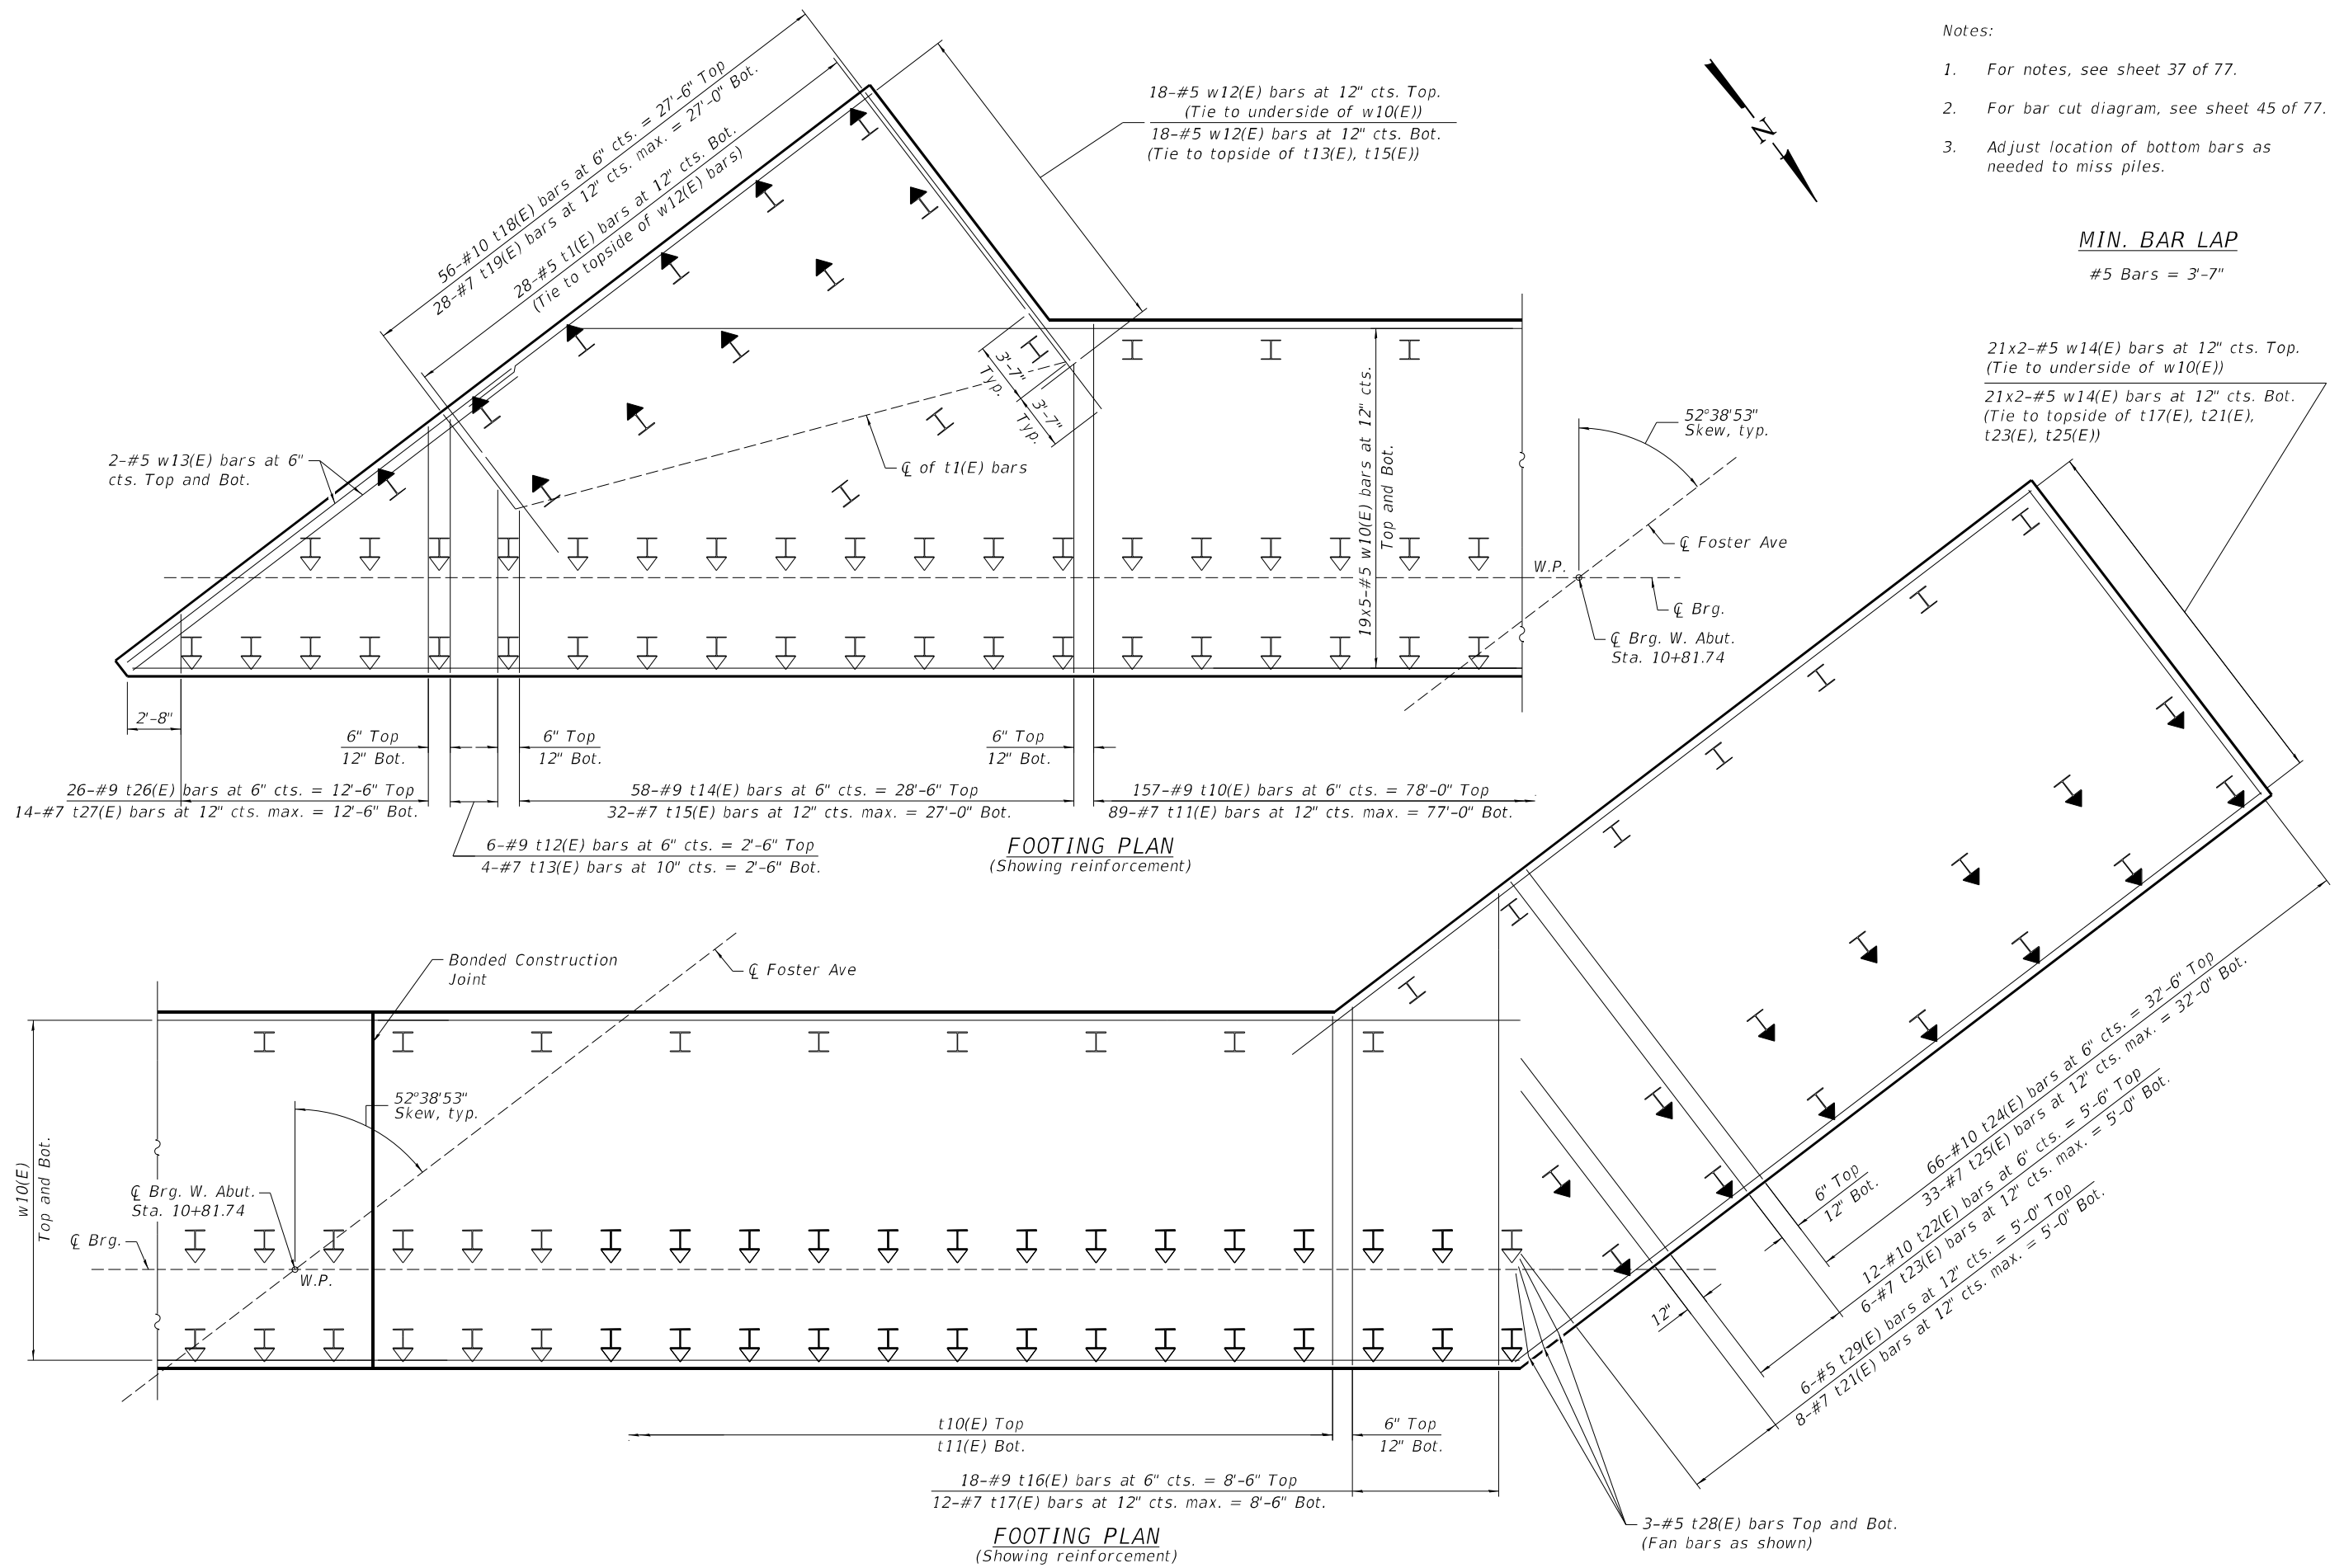 Notes:
1. For notes, see sheet 37 of 77.
2. For bar cut diagram, see sheet 45 of 77.
3. Adjust location of bottom bars as
needed to miss piles.
MIN. BAR LAP
#5 Bars = 3'-7"
56-#10 t18(E) bars at 6" cts. = 27'-6" Top
28-#7 t19(E) bars at 12" cts. max. = 27'-0" Bot.
28-#5 t1(E) bars at 12" cts. Bot.
(Tie to topside of w12(E) bars)
18-#5 w12(E) bars at 12" cts. Top.
(Tie to underside of w10(E))
18-#5 w12(E) bars at 12" cts. Bot.
(Tie to topside of t13(E), t15(E))
N
3'-7"
Typ.
3'-7"
Typ.
2-#5 w13(E) bars at 6"
cts. Top and Bot.
℄ of t1(E) bars
19x5-#5 w10(E) bars at 12" cts.
Top and Bot.
52°38'53"
Skew, typ.
℄ Foster Ave
W.P.
℄ Brg.
℄ Brg. W. Abut.
Sta. 10+81.74
21x2-#5 w14(E) bars at 12" cts. Top.
(Tie to underside of w10(E))
21x2-#5 w14(E) bars at 12" cts. Bot.
(Tie to topside of t17(E), t21(E),
t23(E), t25(E))
2'-8"
6" Top
12" Bot.
6" Top
12" Bot.
6" Top
12" Bot.
26-#9 t26(E) bars at 6" cts. = 12'-6" Top
14-#7 t27(E) bars at 12" cts. max. = 12'-6" Bot.
58-#9 t14(E) bars at 6" cts. = 28'-6" Top
32-#7 t15(E) bars at 12" cts. max. = 27'-0" Bot.
157-#9 t10(E) bars at 6" cts. = 78'-0" Top
89-#7 t11(E) bars at 12" cts. max. = 77'-0" Bot.
6-#9 t12(E) bars at 6" cts. = 2'-6" Top
4-#7 t13(E) bars at 10" cts. = 2'-6" Bot.
FOOTING PLAN
(Showing reinforcement)
Bonded Construction
Joint
℄ Foster Ave
52°38'53"
Skew, typ.
w10(E)
Top and Bot.
℄ Brg. W. Abut.
Sta. 10+81.74
℄ Brg.
W.P.
66-#10 t24(E) bars at 6" cts. = 32'-6" Top
33-#7 t25(E) bars at 12" cts. max. = 32'-0" Bot.
6" Top
12" Bot.
12-#10 t22(E) bars at 6" cts. = 5'-6" Top
6-#7 t23(E) bars at 12" cts. max. = 5'-0" Bot.
12"
6-#5 t29(E) bars at 12" cts. = 5'-0" Top
8-#7 t21(E) bars at 12" cts. max. = 5'-0" Bot.
t10(E) Top
t11(E) Bot.
6" Top
12" Bot.
18-#9 t16(E) bars at 6" cts. = 8'-6" Top
12-#7 t17(E) bars at 12" cts. max. = 8'-6" Bot.
3-#5 t28(E) bars Top and Bot.
(Fan bars as shown)
FOOTING PLAN
(Showing reinforcement)